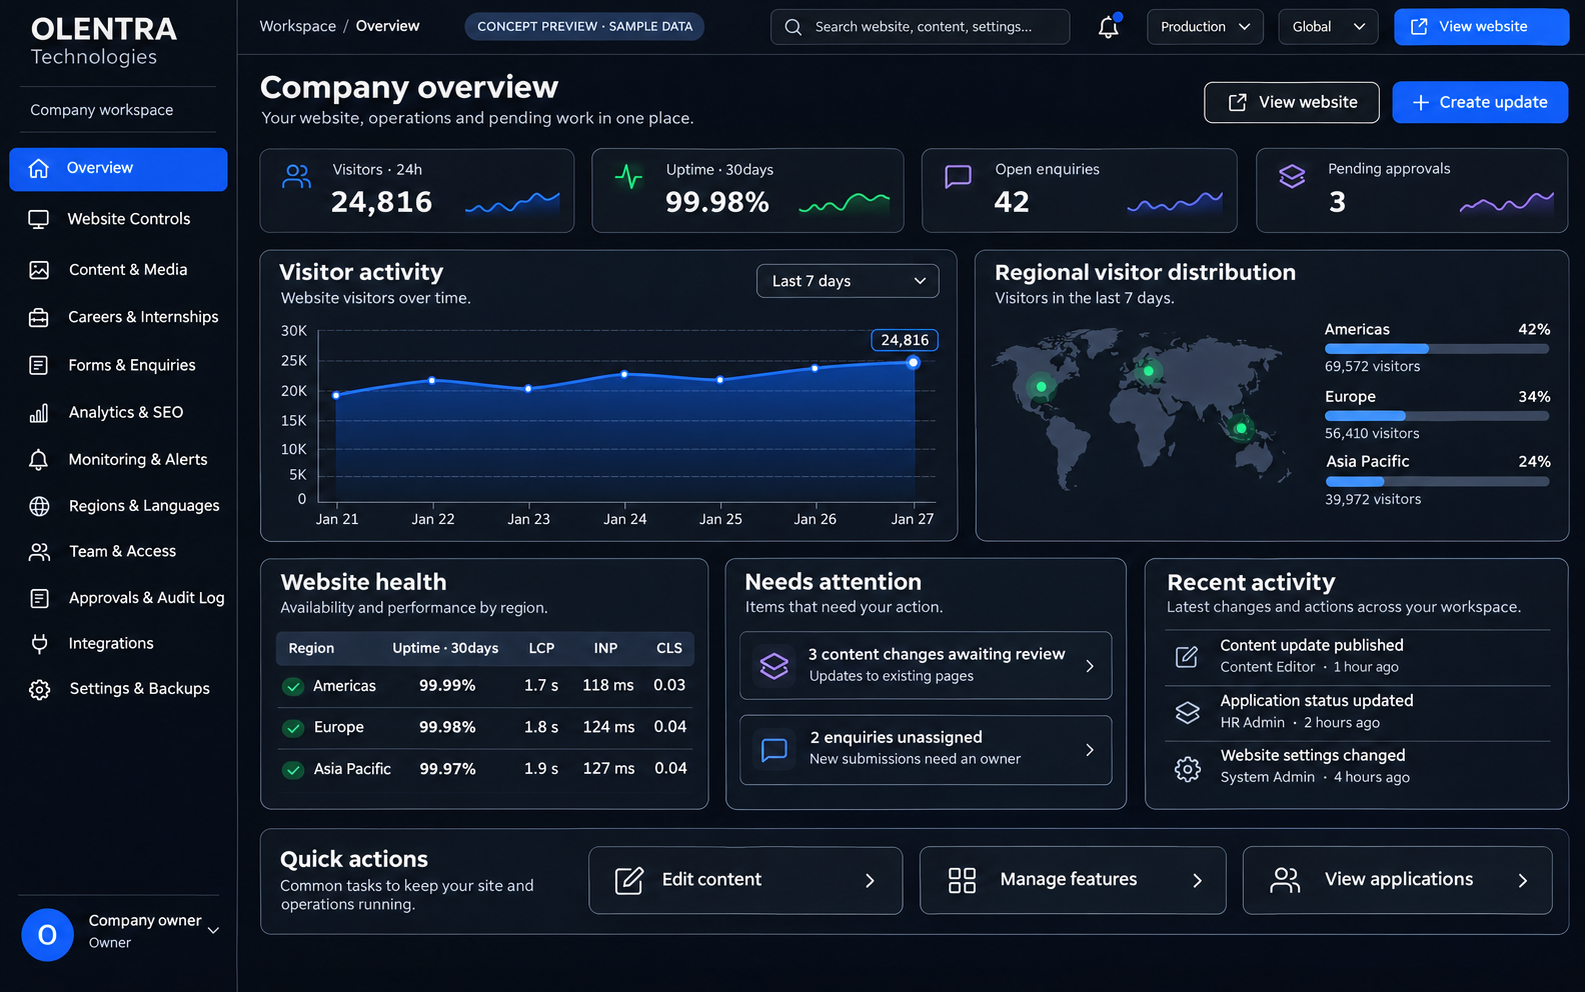 OLENTRA
Technologies
Company workspace
Overview
Website Controls
Content & Media
Careers & Internships
Forms & Enquiries
Analytics & SEO
Monitoring & Alerts
Regions & Languages
Team & Access
Approvals & Audit Log
Integrations
Settings & Backups
O
Company owner
Owner
Workspace / Overview
CONCEPT PREVIEW · SAMPLE DATA
Search website, content, settings...
Production
Global
View website
Company overview
Your website, operations and pending work in one place.
View website
Create update
Visitors · 24h
24,816
Uptime · 30days
99.98%
Open enquiries
42
Pending approvals
3
Visitor activity
Website visitors over time.
Last 7 days
30K
25K
20K
15K
10K
5K
0
24,816
Jan 21
Jan 22
Jan 23
Jan 24
Jan 25
Jan 26
Jan 27
Regional visitor distribution
Visitors in the last 7 days.
Americas 42%
69,572 visitors
Europe 34%
56,410 visitors
Asia Pacific 24%
39,972 visitors
Website health
Availability and performance by region.
Region Uptime · 30days LCP INP CLS
Americas 99.99% 1.7 s 118 ms 0.03
Europe 99.98% 1.8 s 124 ms 0.04
Asia Pacific 99.97% 1.9 s 127 ms 0.04
Needs attention
Items that need your action.
3 content changes awaiting review
Updates to existing pages
2 enquiries unassigned
New submissions need an owner
Recent activity
Latest changes and actions across your workspace.
Content update published
Content Editor · 1 hour ago
Application status updated
HR Admin · 2 hours ago
Website settings changed
System Admin · 4 hours ago
Quick actions
Common tasks to keep your site and
operations running.
Edit content
Manage features
View applications